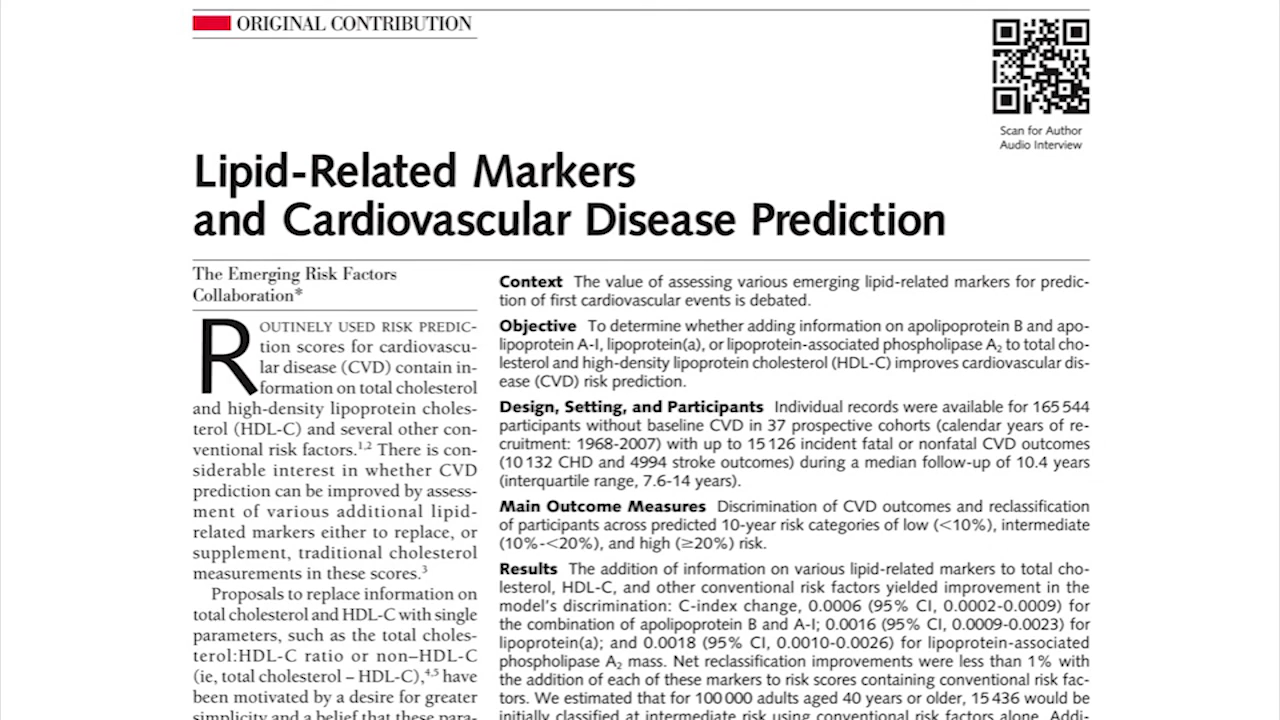 ORIGINAL CONTRIBUTION
Scan for Author
Audio Interview
Lipid-Related Markers
and Cardiovascular Disease Prediction
The Emerging Risk Factors
Collaboration*
ROUTINELY USED RISK PREDIC-
tion scores for cardiovascu-
lar disease (CVD) contain in-
formation on total cholesterol
and high-density lipoprotein choles-
terol (HDL-C) and several other con-
ventional risk factors.1,2 There is con-
siderable interest in whether CVD
prediction can be improved by assess-
ment of various additional lipid-
related markers either to replace, or
supplement, traditional cholesterol
measurements in these scores.3
Proposals to replace information on
total cholesterol and HDL-C with single
parameters, such as the total choles-
terol:HDL-C ratio or non–HDL-C
(ie, total cholesterol – HDL-C),4,5 have
been motivated by a desire for greater
simplicity and a belief that these para-
Context The value of assessing various emerging lipid-related markers for predic-
tion of first cardiovascular events is debated.
Objective To determine whether adding information on apolipoprotein B and apo-
lipoprotein A-I, lipoprotein(a), or lipoprotein-associated phospholipase A2 to total cho-
lesterol and high-density lipoprotein cholesterol (HDL-C) improves cardiovascular dis-
ease (CVD) risk prediction.
Design, Setting, and Participants Individual records were available for 165 544
participants without baseline CVD in 37 prospective cohorts (calendar years of re-
cruitment: 1968-2007) with up to 15 126 incident fatal or nonfatal CVD outcomes
(10 132 CHD and 4994 stroke outcomes) during a median follow-up of 10.4 years
(interquartile range, 7.6-14 years).
Main Outcome Measures Discrimination of CVD outcomes and reclassification
of participants across predicted 10-year risk categories of low (<10%), intermediate
(10%-<20%), and high (≥20%) risk.
Results The addition of information on various lipid-related markers to total cho-
lesterol, HDL-C, and other conventional risk factors yielded improvement in the
model's discrimination: C-index change, 0.0006 (95% CI, 0.0002-0.0009) for
the combination of apolipoprotein B and A-I; 0.0016 (95% CI, 0.0009-0.0023) for
lipoprotein(a); and 0.0018 (95% CI, 0.0010-0.0026) for lipoprotein-associated
phospholipase A2 mass. Net reclassification improvements were less than 1% with
the addition of each of these markers to risk scores containing conventional risk fac-
tors. We estimated that for 100 000 adults aged 40 years or older, 15 436 would be
initially classified at intermediate risk using conventional risk factors alone. Addi-